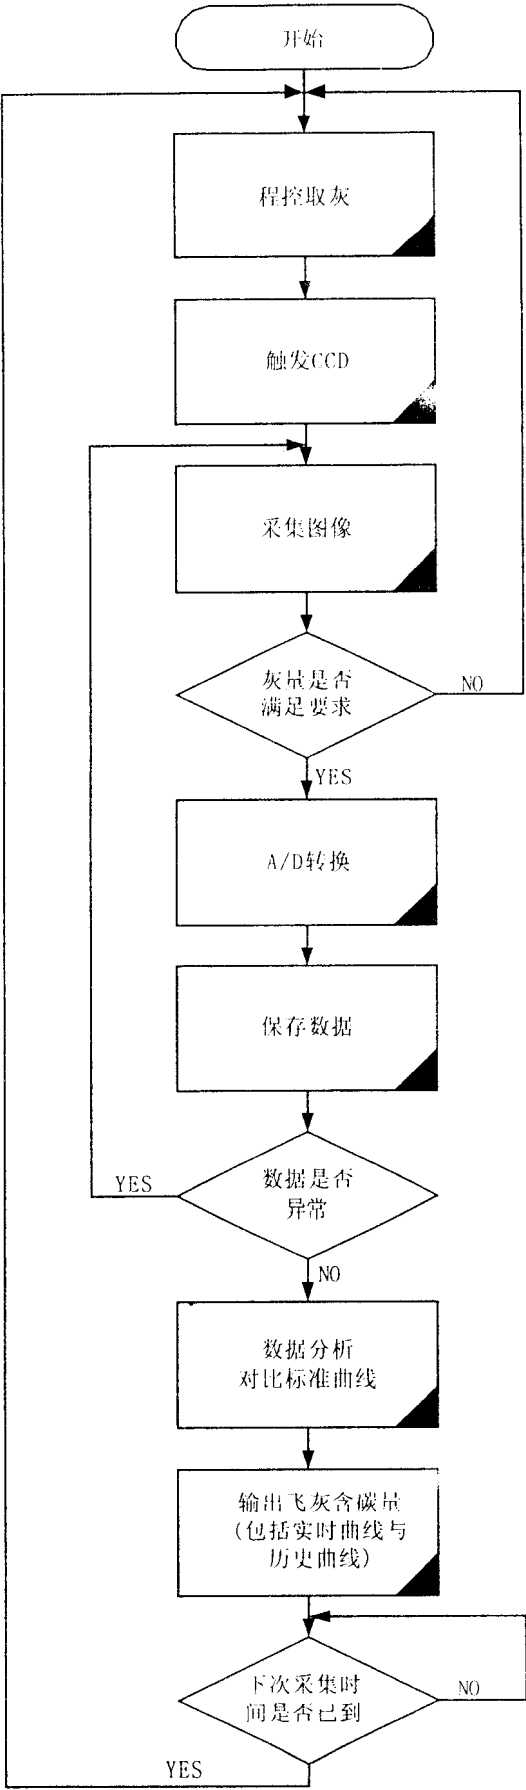 开始
程控取灰
触发CCD
采集图像
灰量是否
满足要求
NO
YES
A/D转换
保存数据
数据是否
异常
YES
NO
数据分析
对比标准曲线
输出飞灰含碳量
(包括实时曲线与
历史曲线)
下次采集时
间是否已到
NO
YES